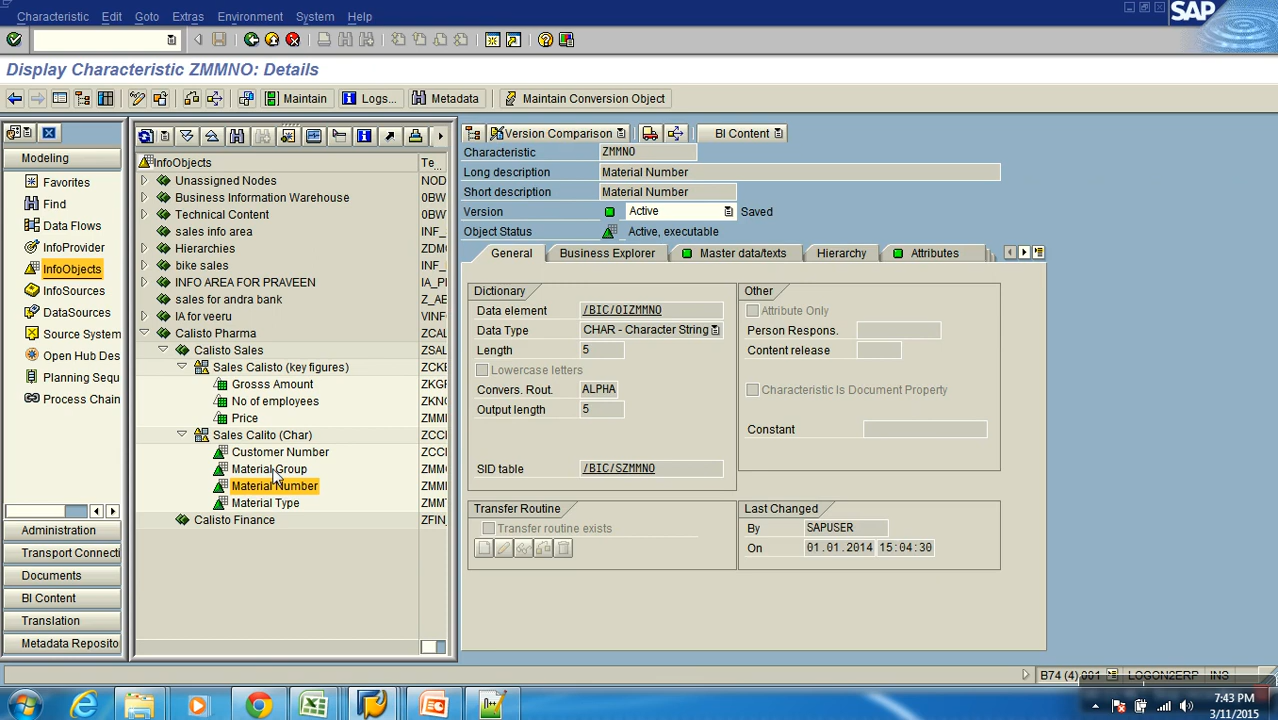 Characteristic Edit Goto Extras Environment System Help
SAP
Display Characteristic ZMMNO: Details
Maintain Logs... Metadata Maintain Conversion Object
Modeling
Favorites
Find
Data Flows
InfoProvider
InfoObjects
InfoSources
DataSources
Source System
Open Hub Des
Planning Sequ
Process Chain
Administration
Transport Connecti
Documents
BI Content
Translation
Metadata Reposito
InfoObjects Te...
Unassigned Nodes NOD
Business Information Warehouse 0BW
Technical Content 0BW
sales info area INF_
Hierarchies ZDM
bike sales INF_
INFO AREA FOR PRAVEEN IA_P
sales for andra bank Z_AE
IA for veeru VINF
Calisto Pharma ZCAL
Calisto Sales ZSAL
Sales Calisto (key figures) ZCKE
Grosss Amount ZKGF
No of employees ZKNO
Price ZMM
Sales Calito (Char) ZCC
Customer Number ZCC
Material Group ZMM
Material Number ZMM
Material Type ZMM
Calisto Finance ZFIN_
Version Comparison BI Content
Characteristic ZMMNO
Long description Material Number
Short description Material Number
Version Active Saved
Object Status Active, executable
General Business Explorer Master data/texts Hierarchy Attributes
Dictionary
Data element /BIC/OIZMMNO
Data Type CHAR - Character String
Length 5
Lowercase letters
Convers. Rout. ALPHA
Output length 5
SID table /BIC/SZMMNO
Other
Attribute Only
Person Respons.
Content release
Characteristic Is Document Property
Constant
Transfer Routine
Transfer routine exists
Last Changed
By SAPUSER
On 01.01.2014 15:04:30
B74 (4) 001 LOGON2ERP INS
7:43 PM
3/11/2015